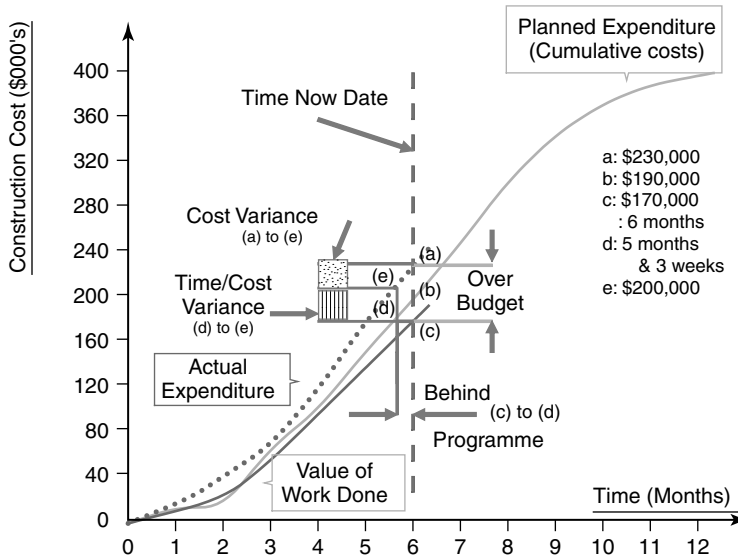 Construction Cost ($000's)
400
360
320
280
240
200
160
120
80
40
0
0 1 2 3 4 5 6 7 8 9 10 11 12
Time (Months)
Planned Expenditure
(Cumulative costs)
Time Now Date
a: $230,000
b: $190,000
c: $170,000
: 6 months
d: 5 months
& 3 weeks
e: $200,000
Cost Variance
(a) to (e)
Time/Cost
Variance
(d) to (e)
(a)
(e)
(b)
(d)
(c)
Over
Budget
Actual
Expenditure
Behind
(c) to (d)
Programme
Value of
Work Done